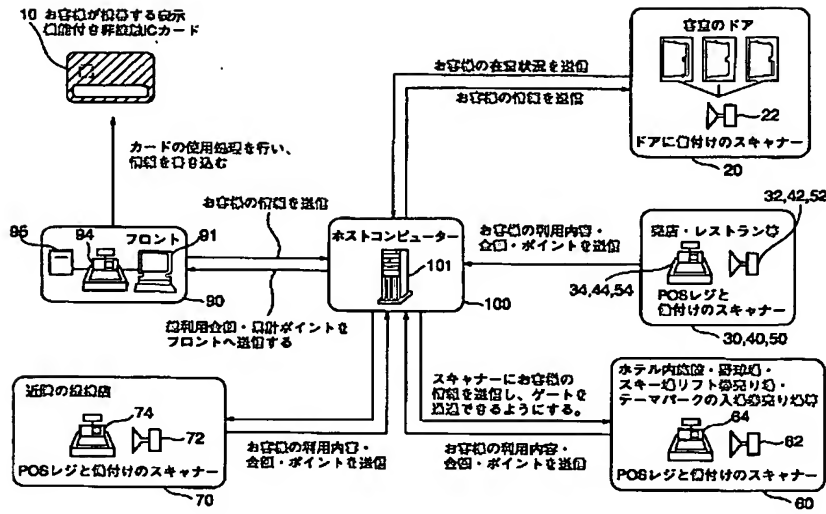 10 お客様が携帯する表示
機能付き非接触ICカード
カードの使用処理を行い、
情報を書き込む
お客様の情報を送信
95
94
フロント
91
90
総利用金額・累計ポイントを
フロントへ送信する
お客様の在室状況を送信
お客様の情報を送信
客室のドア
22
ドアに備付けのスキャナー
20
ホストコンピューター
101
100
お客様の利用内容・
金額・ポイントを送信
32,42,52
売店・レストラン等
34,44,54
POSレジと
備付けのスキャナー
30,40,50
近隣の提携店
74
72
POSレジと備付けのスキャナー
70
お客様の利用内容・
金額・ポイントを送信
スキャナーにお客様の
情報を送信し、ゲートを
通過できるようにする。
お客様の利用内容・
金額・ポイントを送信
ホテル内施設・野球場・
スキー場リフト券売り場・
テーマパークの入場券売り場等
64
62
POSレジと備付けのスキャナー
60